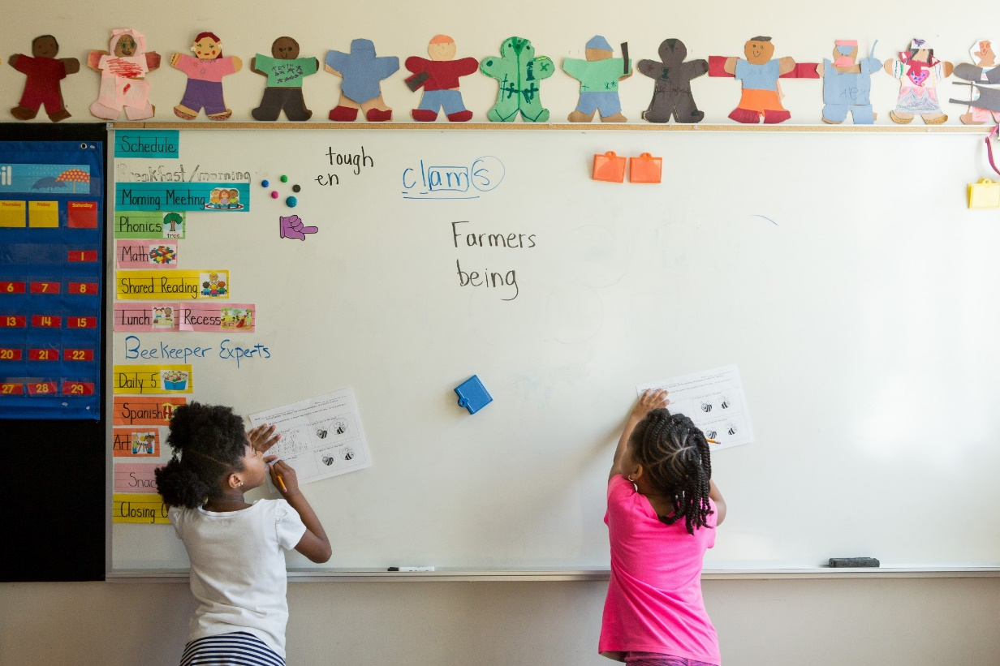 Schedule
Breakfast/morning
Morning Meeting
Phonics
tree
Math
Shared Reading
Lunch Recess
Beekeeper Experts
Daily 5
Spanish
Art
Snac
Closing
il
Thursday Friday Saturday
1
6 7 8
13 14 15
20 21 22
27 28 29
tough
en
clams
Farmers
being